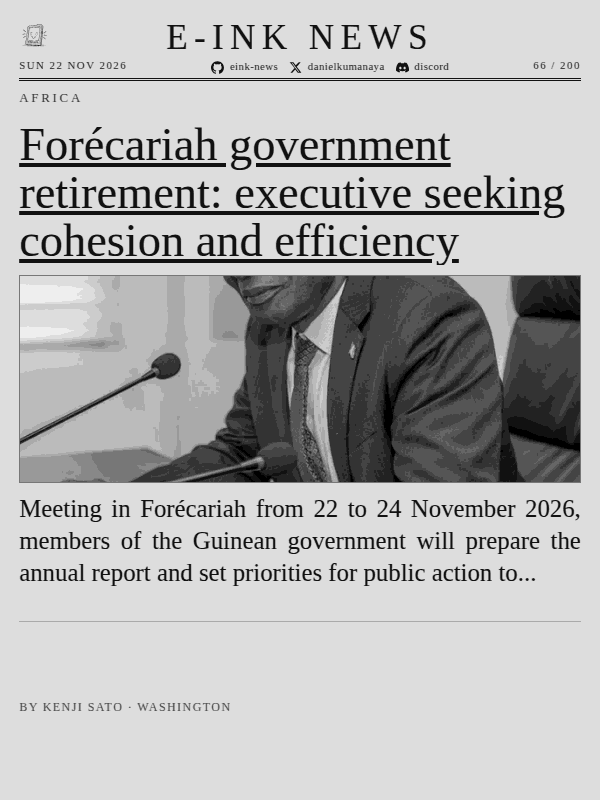 E-INK NEWS
SUN 22 NOV 2026
eink-news danielkumanaya discord
66 / 200
AFRICA
Forécariah government
retirement: executive seeking
cohesion and efficiency
Meeting in Forécariah from 22 to 24 November 2026,
members of the Guinean government will prepare the
annual report and set priorities for public action to...
BY KENJI SATO · WASHINGTON